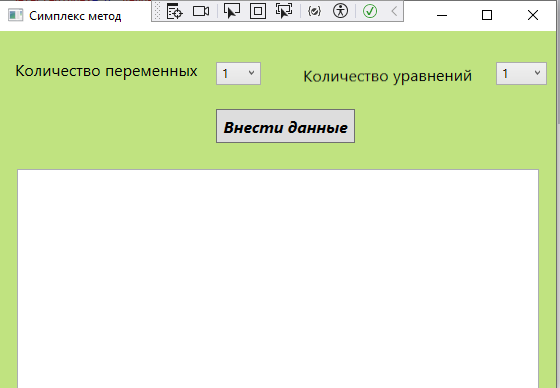 Симплекс метод
Количество переменных 1 Количество уравнений 1
Внести данные